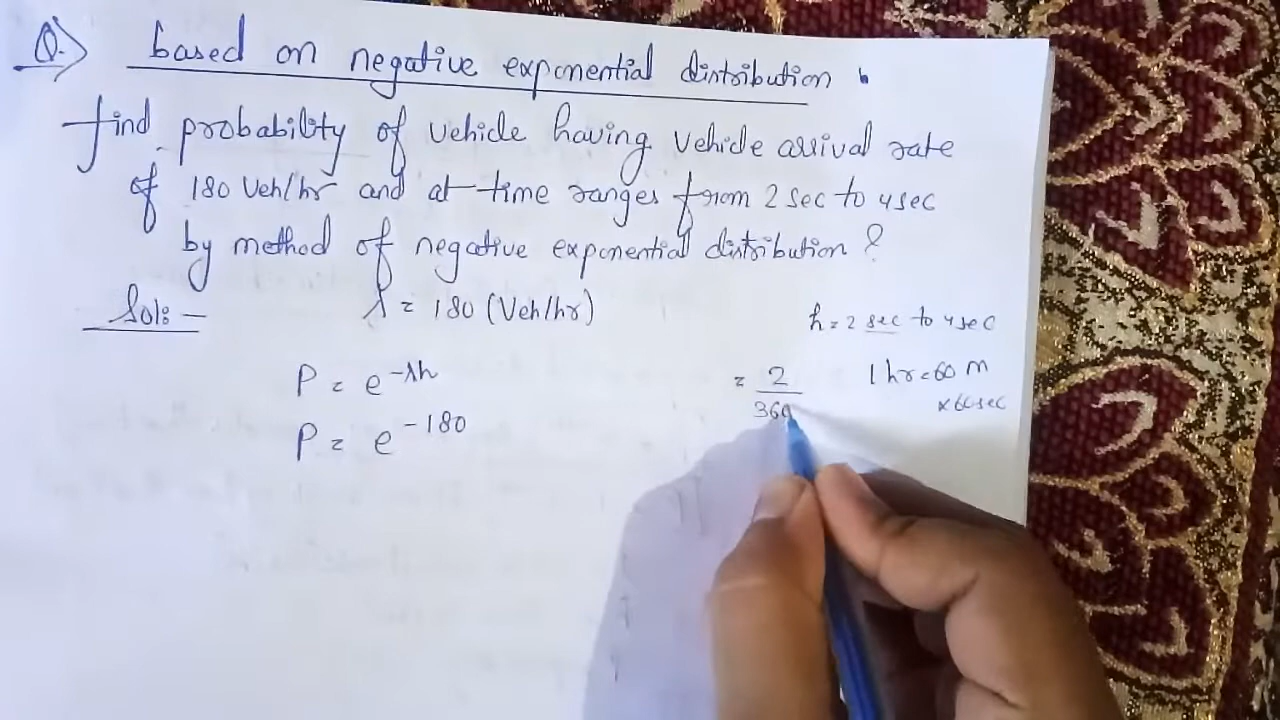 Q.> based on negative exponential distribution .
find probability of vehicle having vehicle arrival rate
of 180 Veh/hr and at time ranges from 2 sec to 4 sec
by method of negative exponential distribution ?
Sol: - λ = 180 (Veh/hr)
h = 2 sec to 4 sec
P = e^-λh
= 2/360
1 hr = 60 m
× 60 sec
P = e^-180